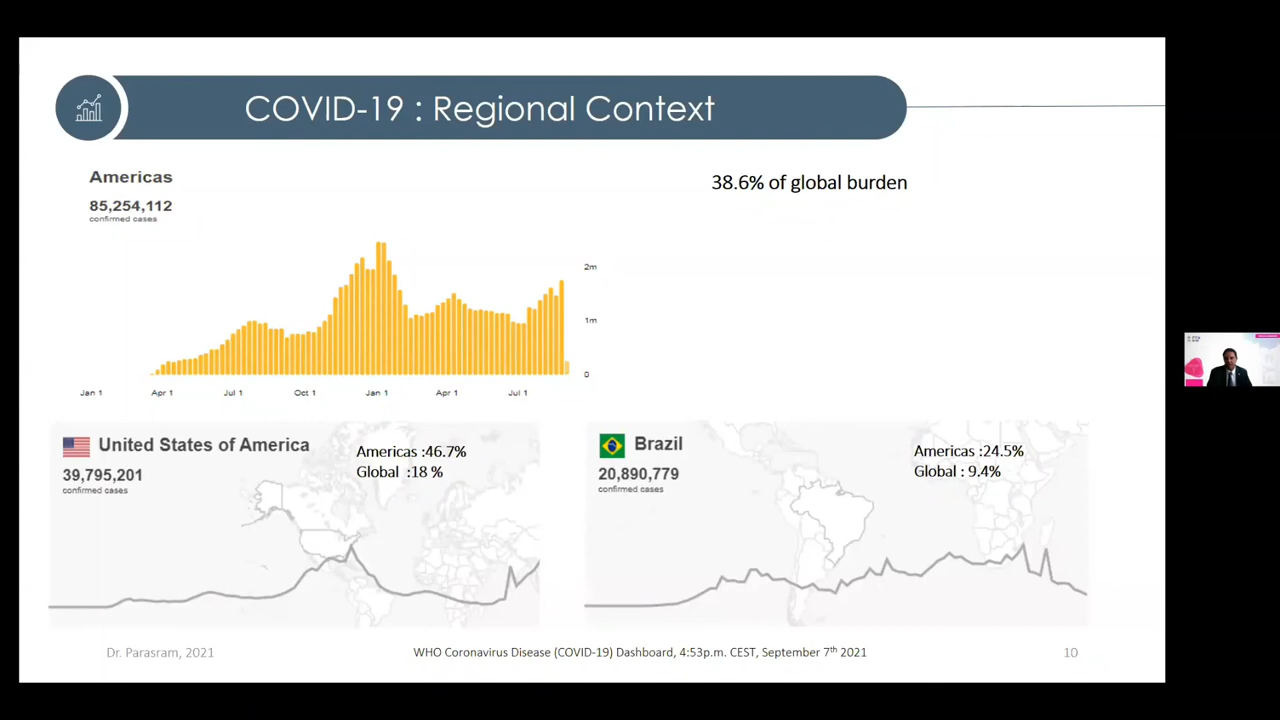 COVID-19 : Regional Context
Americas
85,254,112
confirmed cases
38.6% of global burden
2m
1m
0
Jan 1 Apr 1 Jul 1 Oct 1 Jan 1 Apr 1 Jul 1
United States of America
39,795,201
confirmed cases
Americas :46.7%
Global :18 %
Brazil
20,890,779
confirmed cases
Americas :24.5%
Global : 9.4%
Dr. Parasram, 2021
WHO Coronavirus Disease (COVID-19) Dashboard, 4:53p.m. CEST, September 7th 2021
10